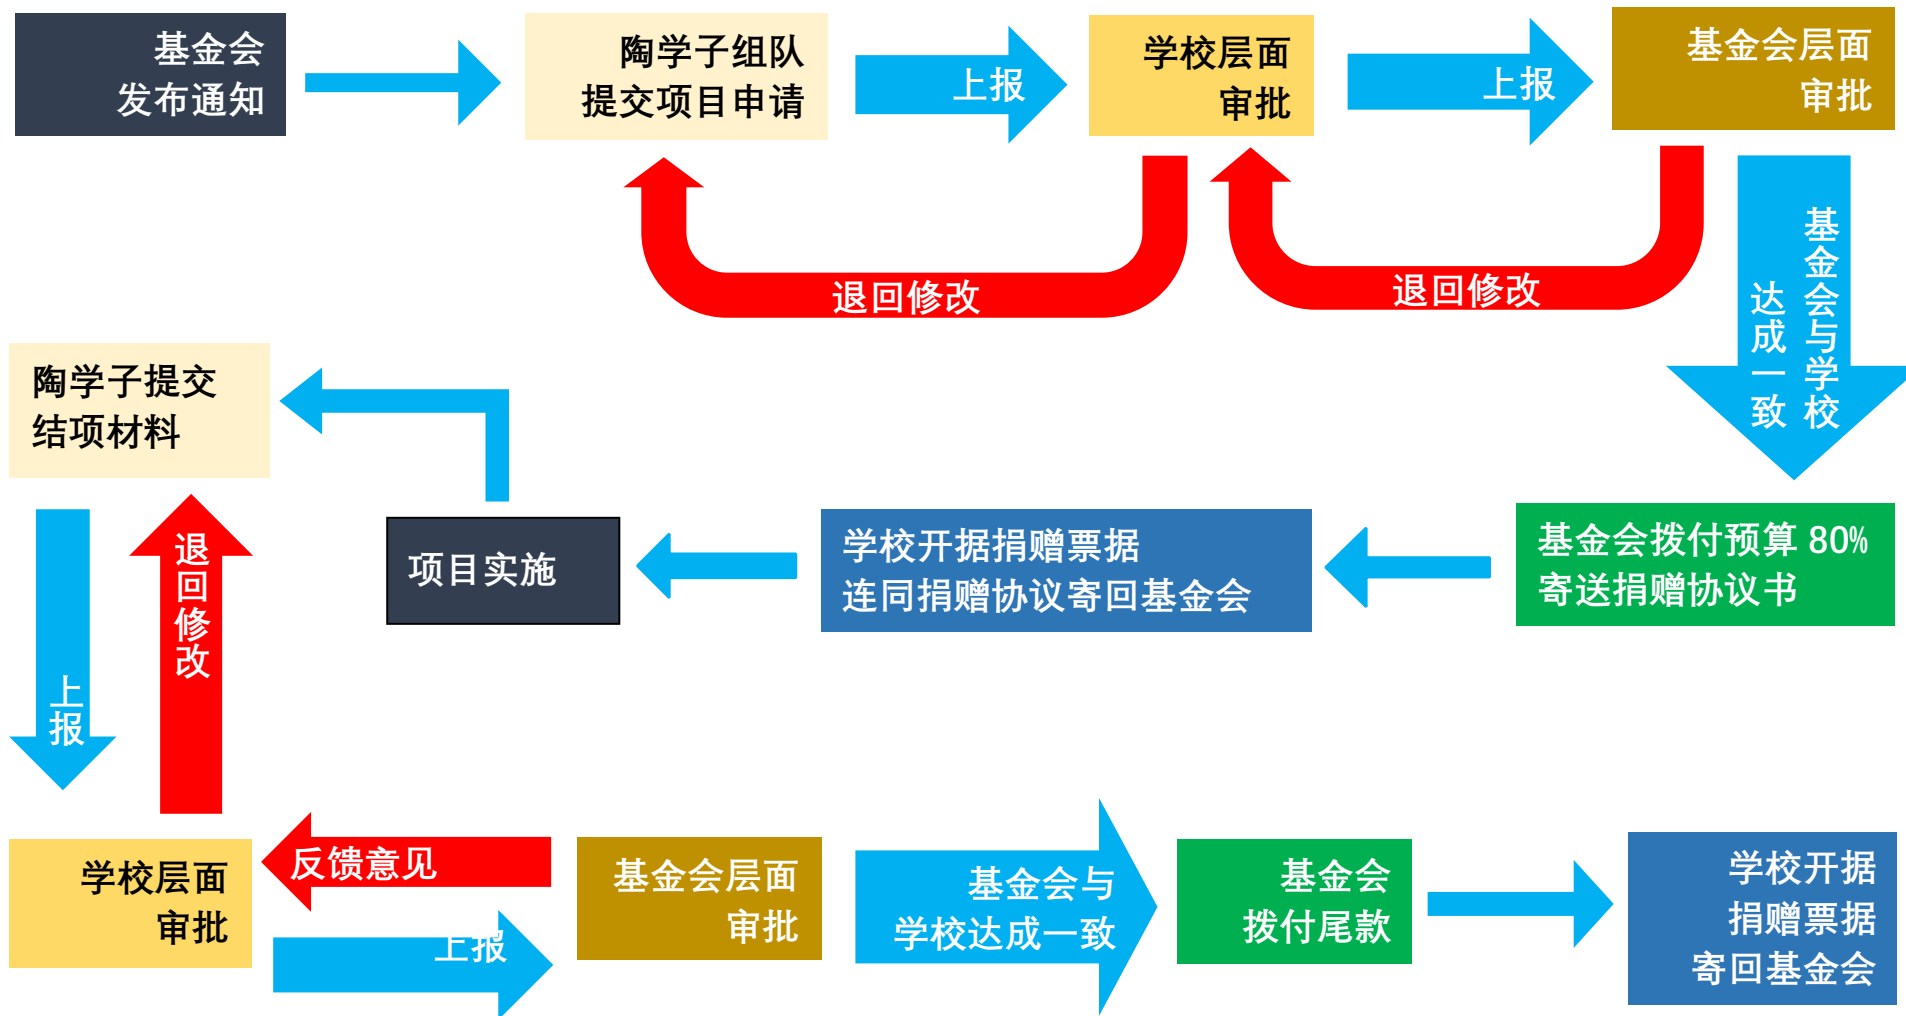 基金会
发布通知
陶学子组队
提交项目申请
上报
学校层面
审批
上报
基金会层面
审批
退回修改
退回修改
基金会与学校
达成一致
陶学子提交
结项材料
项目实施
学校开据捐赠票据
连同捐赠协议寄回基金会
基金会拨付预算 80%
寄送捐赠协议书
上报
退回修改
学校层面
审批
反馈意见
上报
基金会层面
审批
基金会与
学校达成一致
基金会
拨付尾款
学校开据
捐赠票据
寄回基金会